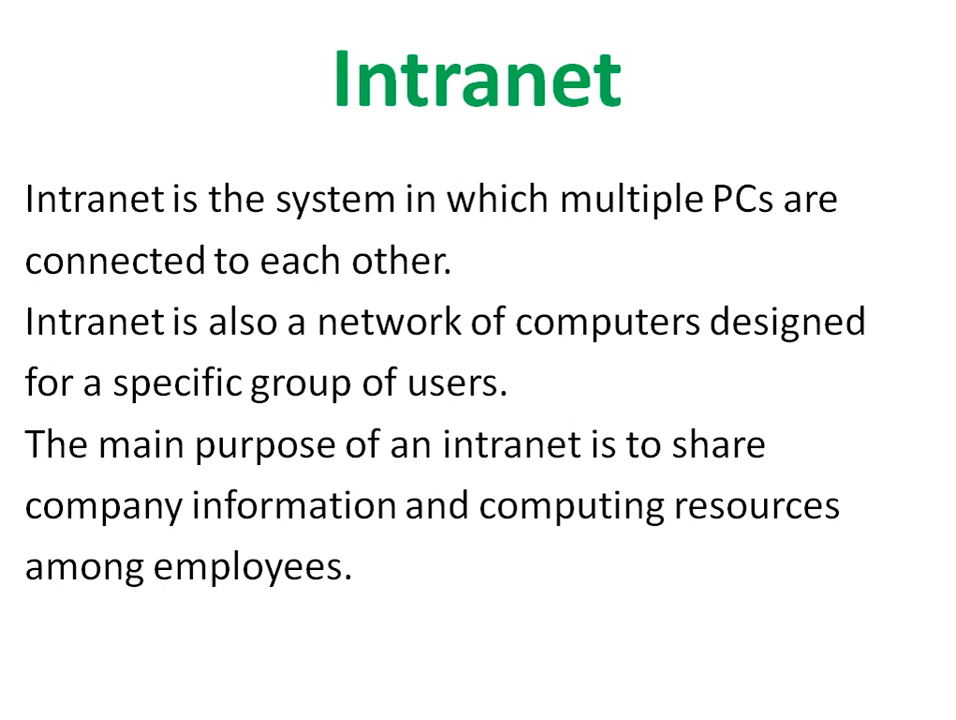 Intranet
Intranet is the system in which multiple PCs are
connected to each other.
Intranet is also a network of computers designed
for a specific group of users.
The main purpose of an intranet is to share
company information and computing resources
among employees.